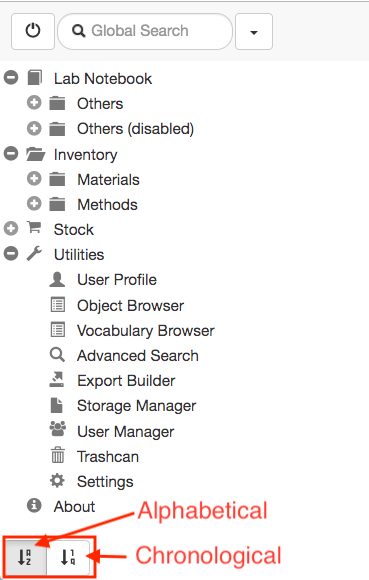 Global Search
Lab Notebook
Others
Others (disabled)
Inventory
Materials
Methods
Stock
Utilities
User Profile
Object Browser
Vocabulary Browser
Advanced Search
Export Builder
Storage Manager
User Manager
Trashcan
Settings
About
Alphabetical
Chronological